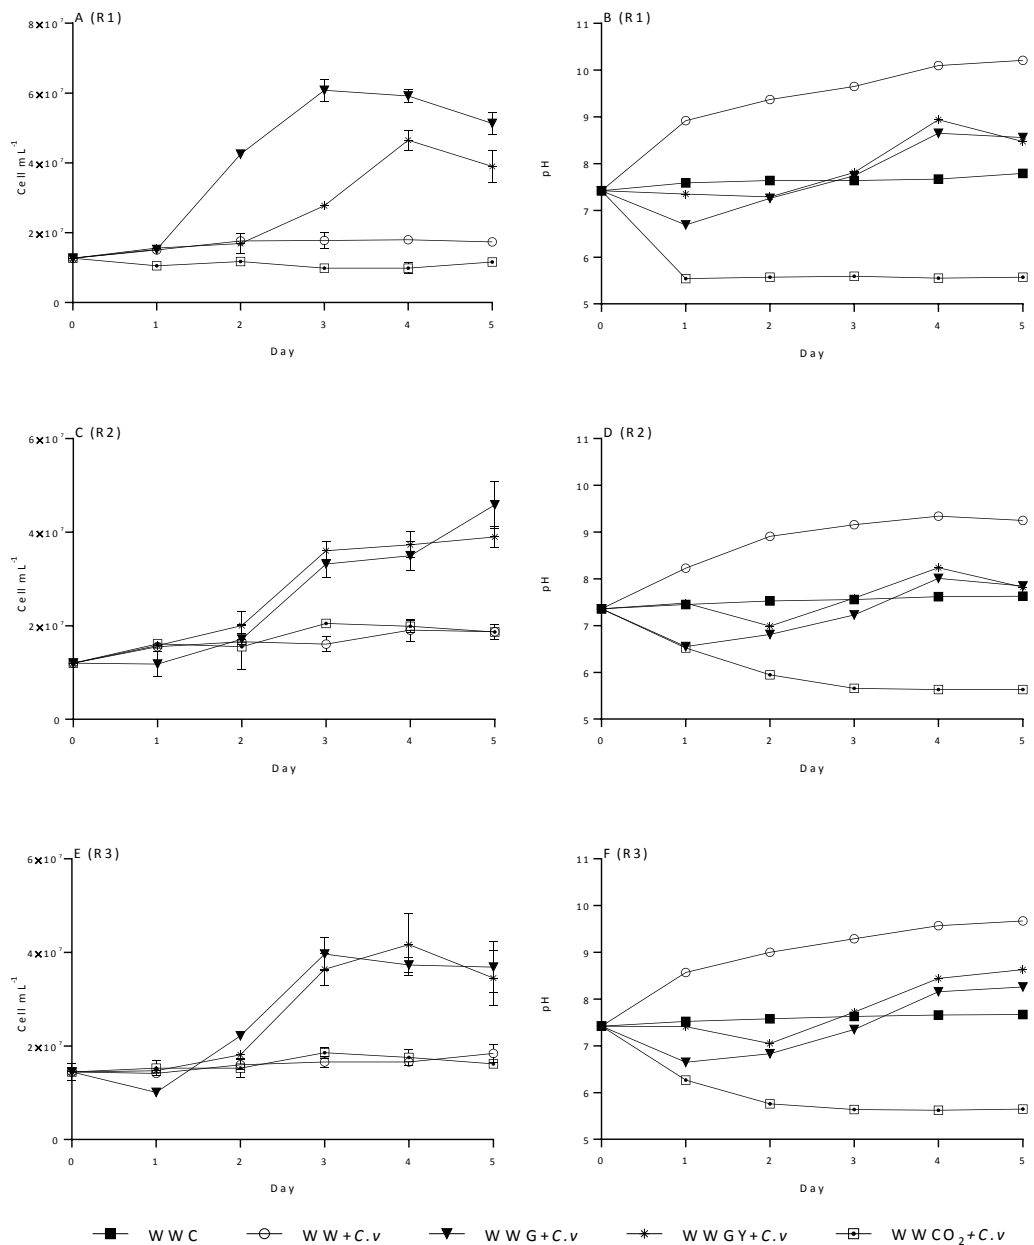 A (R1)
8×10⁷
6×10⁷
4×10⁷
2×10⁷
0
Cell mL⁻¹
0 1 2 3 4 5
Day
B (R1)
11
10
9
8
7
6
5
pH
0 1 2 3 4 5
Day
C (R2)
6×10⁷
4×10⁷
2×10⁷
0
Cell mL⁻¹
0 1 2 3 4 5
Day
D (R2)
11
10
9
8
7
6
5
pH
0 1 2 3 4 5
Day
E (R3)
6×10⁷
4×10⁷
2×10⁷
0
Cell mL⁻¹
0 1 2 3 4 5
Day
F (R3)
11
10
9
8
7
6
5
pH
0 1 2 3 4 5
Day
WWC WW+C.v WWG+C.v WWGY+C.v WWCO₂+C.v